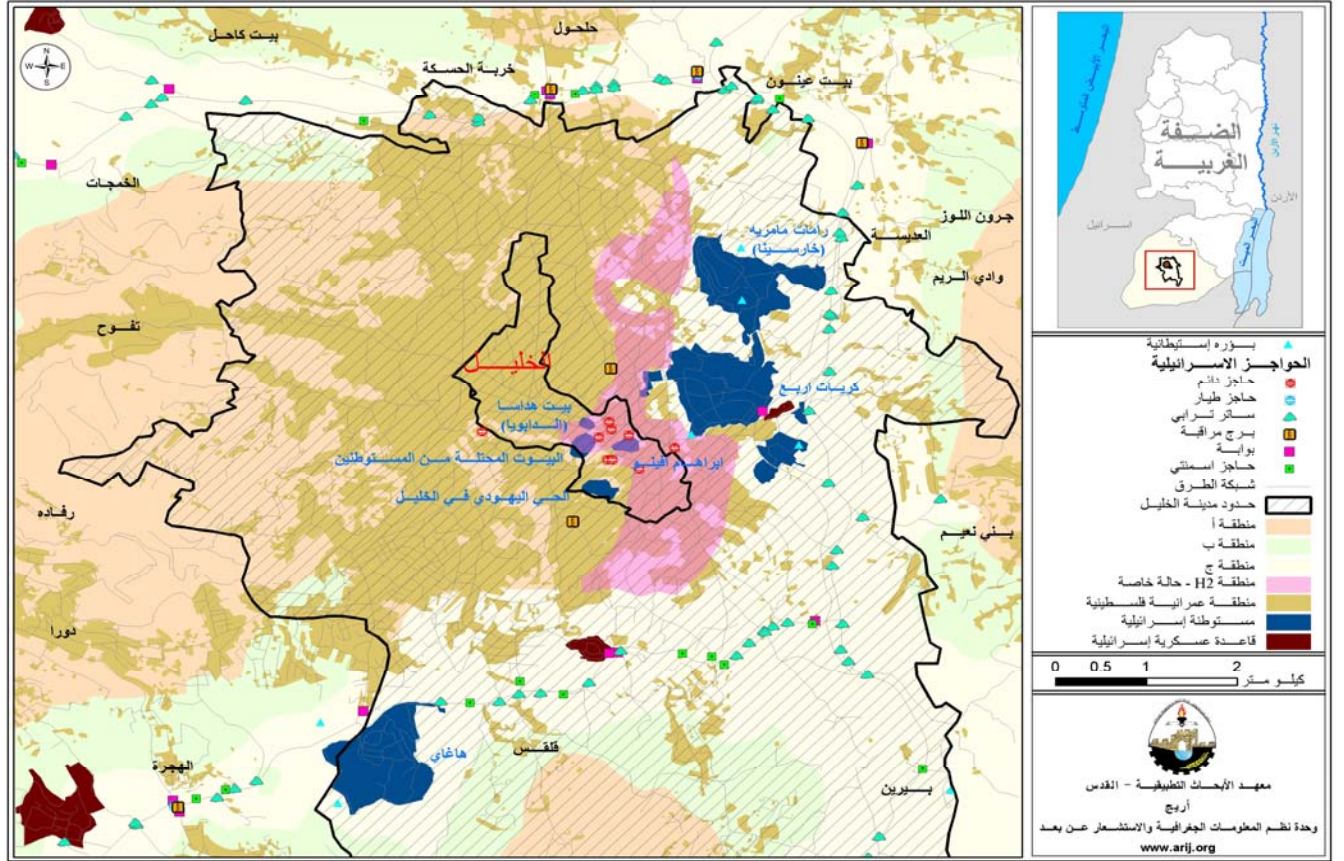 بيت كاحل
حلحول
خربة الحسكة
بيت عينون
الخمجات
جرون اللوز
العديسة
وادي الريم
رامات مامريه
(خارسينا)
تفوح
الخليل
كريات اربع
بيت هداسا
(الدابويا)
البيوت المحتلة من المستوطنين
ابراهام افينو
الحي اليهودي في الخليل
رفاده
بني نعيم
دورا
قلقس
هاغاي
الهجرة
بيرين
N
W
E
S
البحر الأبيض المتوسط
الضفة
الغربية
نهر الأردن
الأردن
اسرائيل
البحر الميت
بؤره إستيطانية
الحواجز الاسرائيلية
حاجز دائم
حاجز طيار
ساتر ترابي
برج مراقبة
بوابة
حاجز اسمنتي
شبكة الطرق
حدود مدينة الخليل
منطقة أ
منطقة ب
منطقة ج
منطقة H2 - حالة خاصة
منطقة عمرانية فلسطينية
مستوطنة إسرائيلية
قاعدة عسكرية إسرائيلية
0 0.5 1 2 كيلو متر
معهد الأبحاث التطبيقية - القدس
أريج
وحدة نظم المعلومات الجغرافية والاستشعار عن بعد
www.arij.org